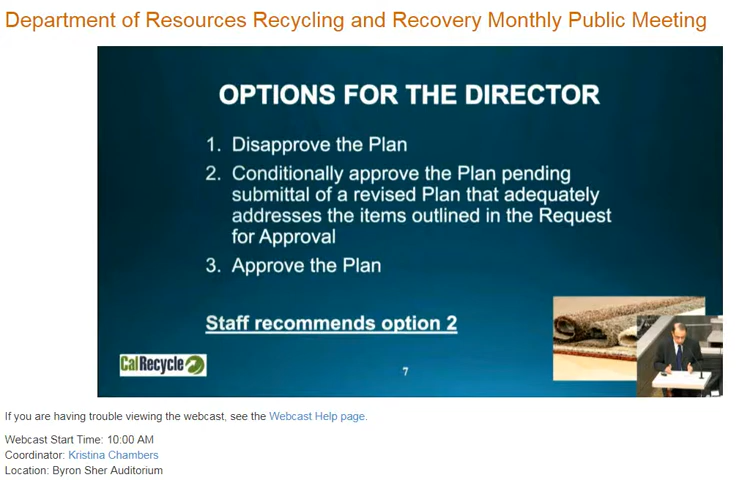 Department of Resources Recycling and Recovery Monthly Public Meeting
OPTIONS FOR THE DIRECTOR
1. Disapprove the Plan
2. Conditionally approve the Plan pending
submittal of a revised Plan that adequately
addresses the items outlined in the Request
for Approval
3. Approve the Plan
Staff recommends option 2
CalRecycle
7
If you are having trouble viewing the webcast, see the Webcast Help page.
Webcast Start Time: 10:00 AM
Coordinator: Kristina Chambers
Location: Byron Sher Auditorium